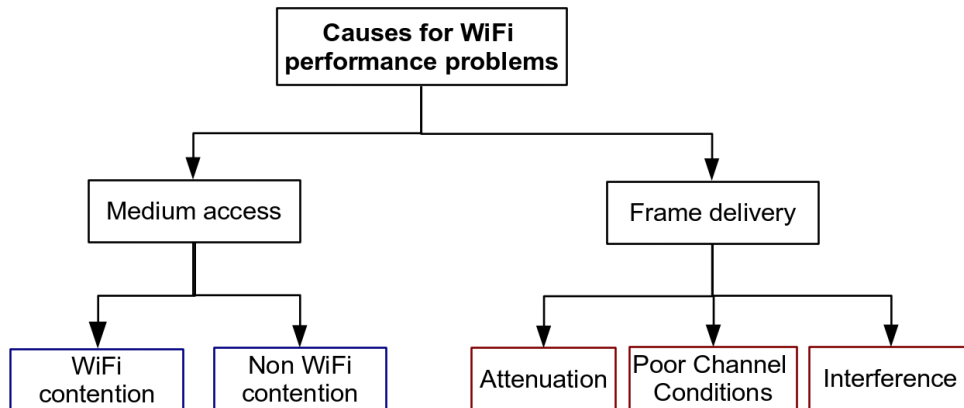 Causes for WiFi
performance problems
Medium access
Frame delivery
WiFi
contention
Non WiFi
contention
Attenuation
Poor Channel
Conditions
Interference